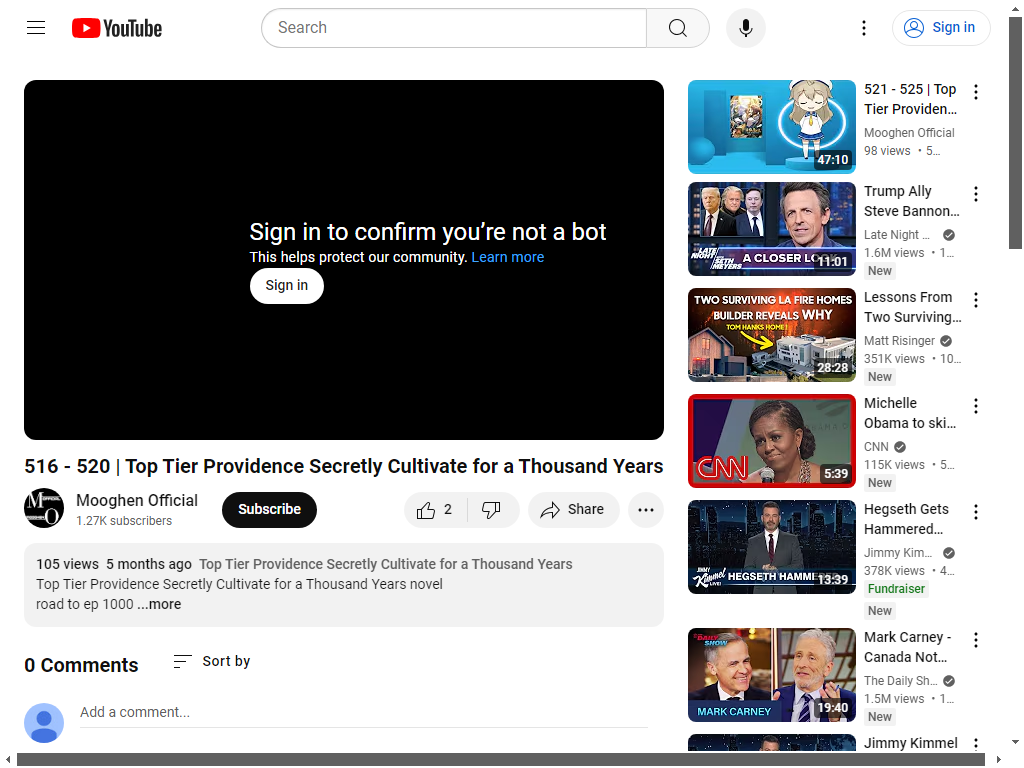 YouTube
Search
Sign in
Sign in to confirm you’re not a bot
This helps protect our community. Learn more
Sign in
516 - 520 | Top Tier Providence Secretly Cultivate for a Thousand Years
Mooghen Official
1.27K subscribers
Subscribe
2
Share
105 views 5 months ago Top Tier Providence Secretly Cultivate for a Thousand Years
Top Tier Providence Secretly Cultivate for a Thousand Years novel
road to ep 1000 ...more
0 Comments
Sort by
Add a comment...
47:10
521 - 525 | Top
Tier Providen...
Mooghen Official
98 views • 5...
LATE NIGHT SETH MEYERS
A CLOSER LOOK
11:01
Trump Ally
Steve Bannon...
Late Night ...
1.6M views • 1...
New
TWO SURVIVING LA FIRE HOMES
BUILDER REVEALS WHY
TOM HANKS HOME!
28:28
Lessons From
Two Surviving...
Matt Risinger
351K views • 10...
New
CNN
5:39
Michelle
Obama to ski...
CNN
115K views • 5...
New
JIMMY KIMMEL LIVE!
HEGSETH HAMME
13:39
Hegseth Gets
Hammered...
Jimmy Kim...
378K views • 4...
Fundraiser
New
THE DAILY SHOW
MARK CARNEY
19:40
Mark Carney -
Canada Not...
The Daily Sh...
1.5M views • 1...
New
Jimmy Kimmel